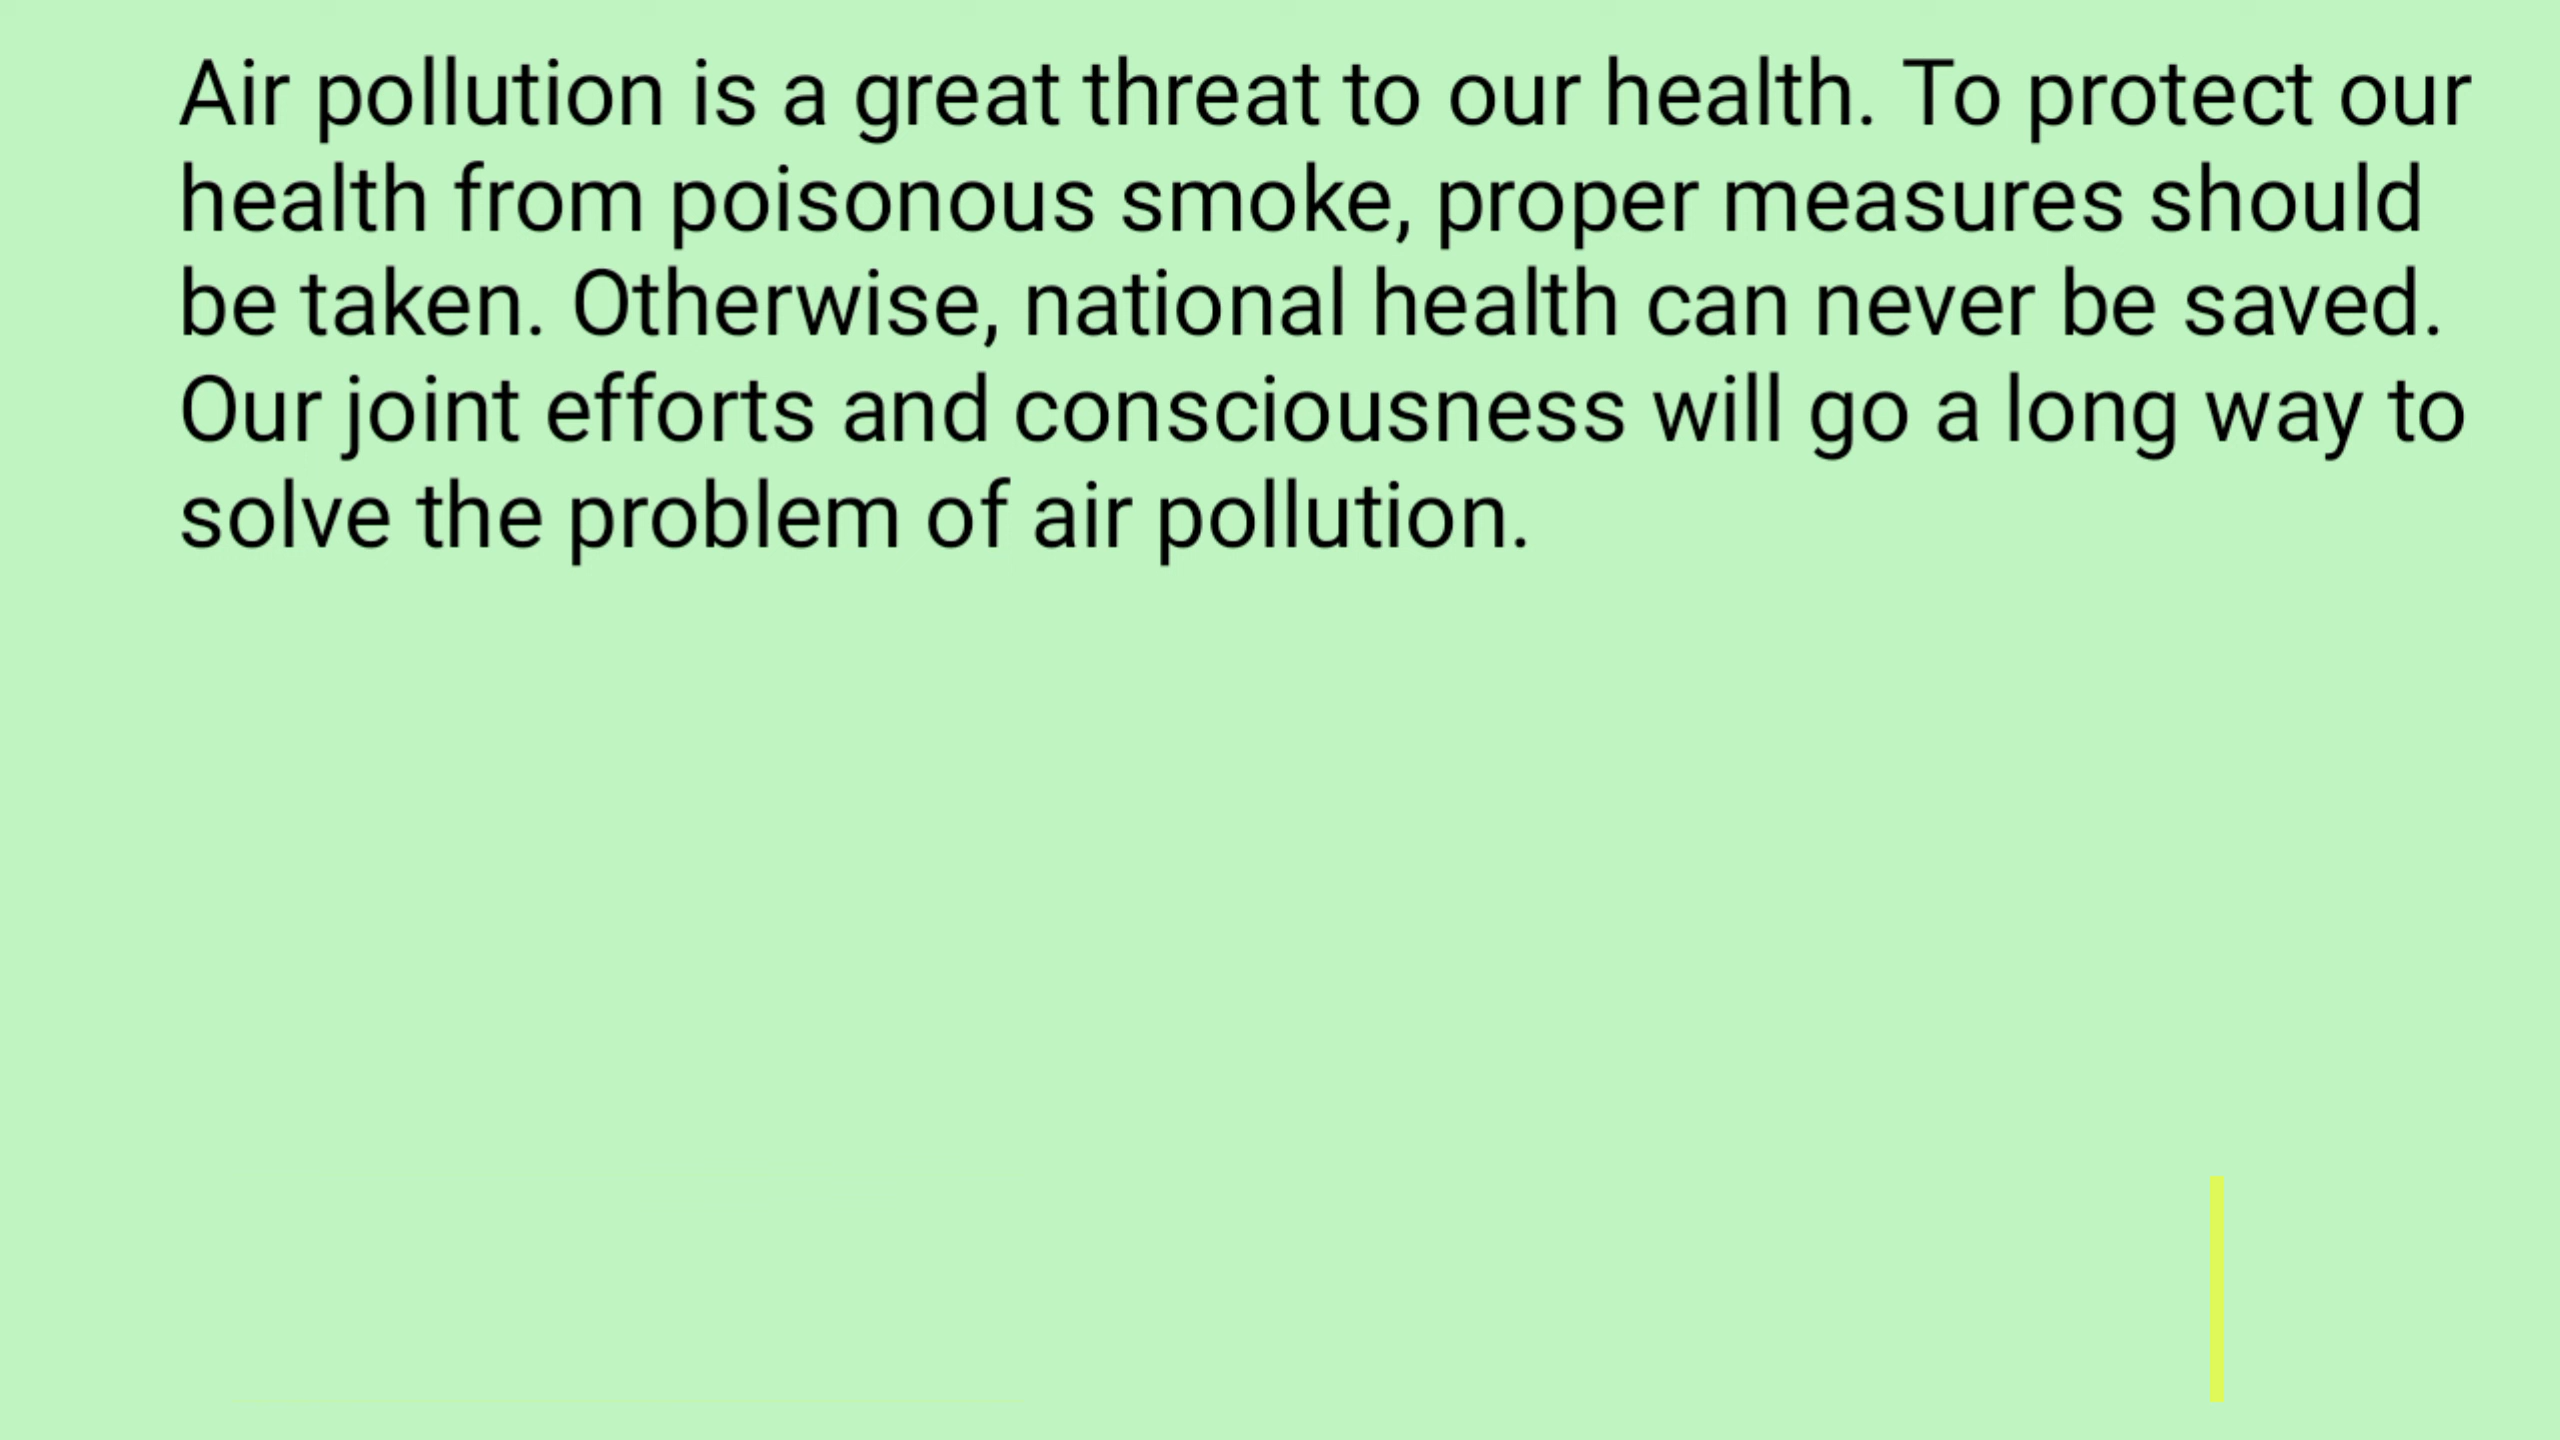 Air pollution is a great threat to our health. To protect our
health from poisonous smoke, proper measures should
be taken. Otherwise, national health can never be saved.
Our joint efforts and consciousness will go a long way to
solve the problem of air pollution.